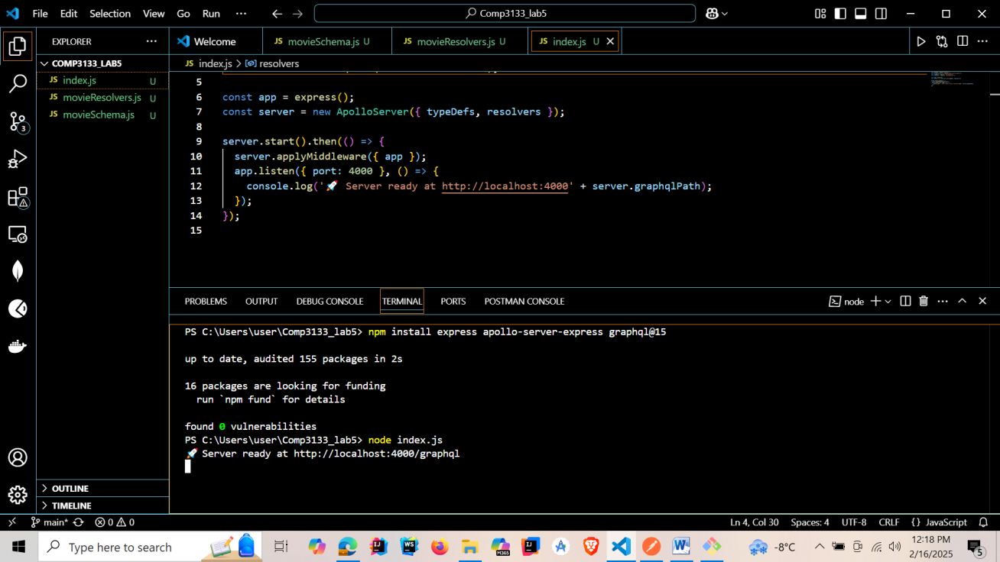 File Edit Selection View Go Run ... Comp3133_lab5
EXPLORER ...
Welcome
JS movieSchema.js U
JS movieResolvers.js U
JS index.js U
COMP3133_LAB5
JS index.js U
JS movieResolvers.js U
JS movieSchema.js U
JS index.js > resolvers
5
6 const app = express();
7 const server = new ApolloServer({ typeDefs, resolvers });
8
9 server.start().then(() => {
10 server.applyMiddleware({ app });
11 app.listen({ port: 4000 }, () => {
12 console.log('🚀 Server ready at http://localhost:4000' + server.graphqlPath);
13 });
14 });
15
3
PROBLEMS OUTPUT DEBUG CONSOLE TERMINAL PORTS POSTMAN CONSOLE node
PS C:\Users\user\Comp3133_lab5> npm install express apollo-server-express graphql@15
up to date, audited 155 packages in 2s
16 packages are looking for funding
run `npm fund` for details
found 0 vulnerabilities
PS C:\Users\user\Comp3133_lab5> node index.js
🚀 Server ready at http://localhost:4000/graphql
OUTLINE
TIMELINE
main* 0 0 Ln 4, Col 30 Spaces: 4 UTF-8 CRLF {} JavaScript
Type here to search
WS
M365
-8°C
12:18 PM
2/16/2025
5